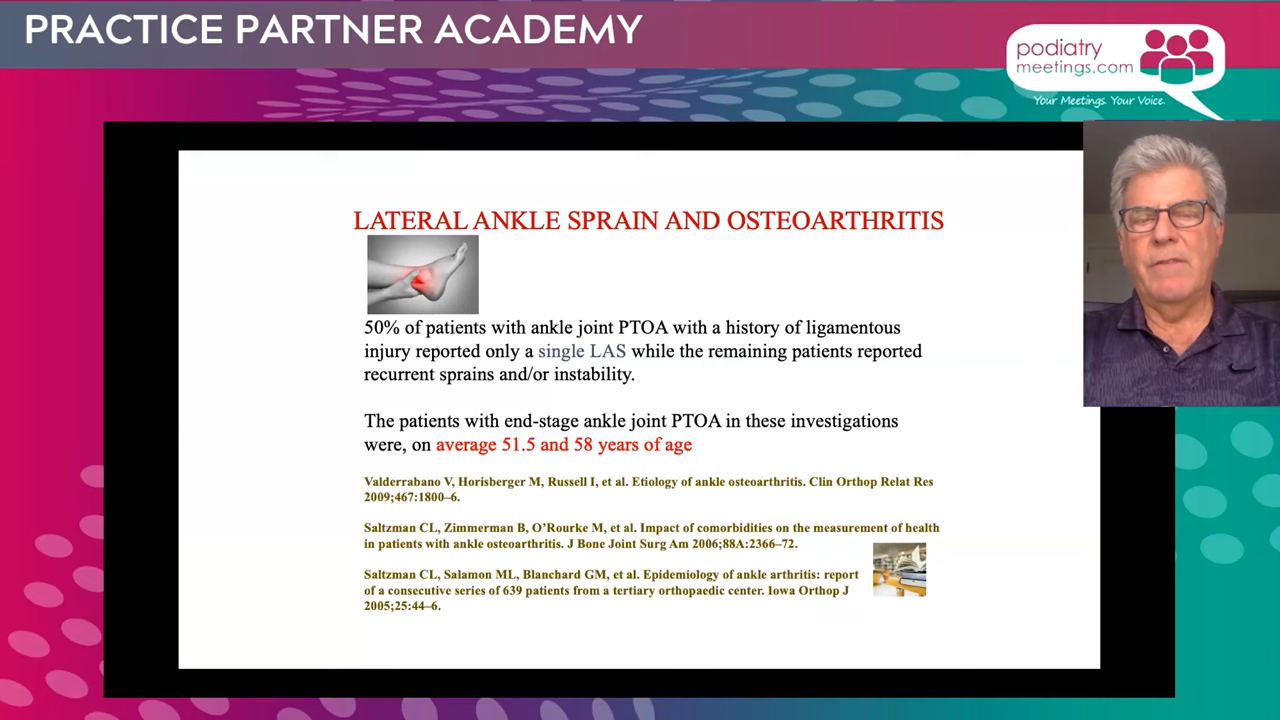 PRACTICE PARTNER ACADEMY
podiatry
meetings.com
Your Meetings. Your Voice.
LATERAL ANKLE SPRAIN AND OSTEOARTHRITIS
50% of patients with ankle joint PTOA with a history of ligamentous
injury reported only a single LAS while the remaining patients reported
recurrent sprains and/or instability.
The patients with end-stage ankle joint PTOA in these investigations
were, on average 51.5 and 58 years of age
Valderrabano V, Horisberger M, Russell I, et al. Etiology of ankle osteoarthritis. Clin Orthop Relat Res
2009;467:1800–6.
Saltzman CL, Zimmerman B, O’Rourke M, et al. Impact of comorbidities on the measurement of health
in patients with ankle osteoarthritis. J Bone Joint Surg Am 2006;88A:2366–72.
Saltzman CL, Salamon ML, Blanchard GM, et al. Epidemiology of ankle arthritis: report
of a consecutive series of 639 patients from a tertiary orthopaedic center. Iowa Orthop J
2005;25:44–6.